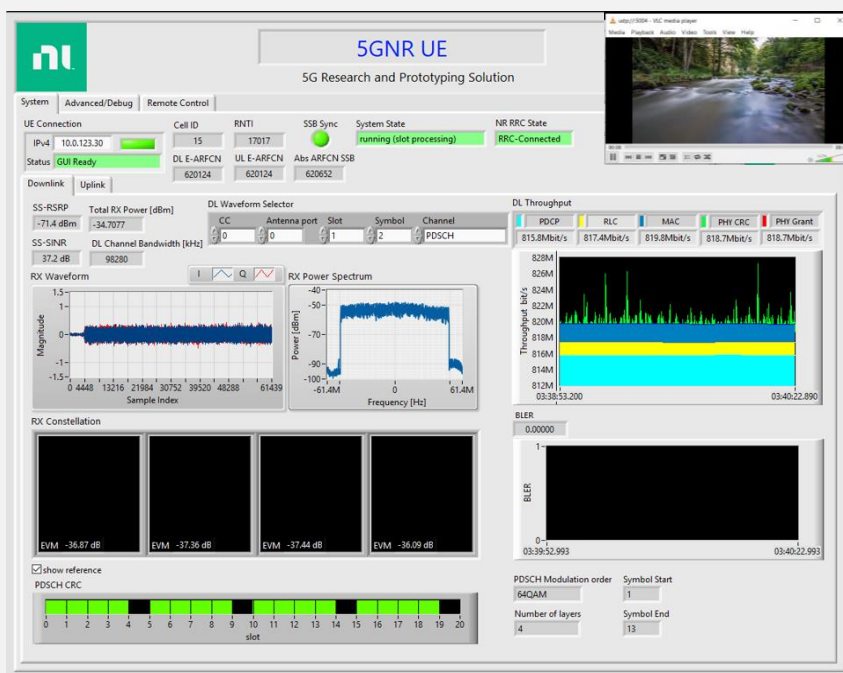 udp://:5004 - VLC media player
Media Playback Audio Video Tools View Help
5GNR UE
5G Research and Prototyping Solution
System Advanced/Debug Remote Control
UE Connection
IPv4 10.0.123.30
Status GUI Ready
Cell ID RNTI SSB Sync System State NR RRC State
15 17017 running (slot processing) RRC-Connected
DL E-ARFCN UL E-ARFCN Abs ARFCN SSB
620124 620124 620652
Downlink Uplink
SS-RSRP Total RX Power [dBm]
-71.4 dBm -34.7077
SS-SINR DL Channel Bandwidth [kHz]
37.2 dB 98280
DL Waveform Selector
CC Antenna port Slot Symbol Channel
0 0 1 2 PDSCH
RX Waveform I Q
Magnitude
1.5
1
0
-1
-1.5
0 4448 13216 21984 30752 39520 48288 61439
Sample Index
RX Power Spectrum
Power [dBm]
-40
-50
-70
-90
-100
-61.4M 0 61.4M
Frequency [Hz]
RX Constellation
EVM -36.87 dB EVM -37.36 dB EVM -37.44 dB EVM -36.09 dB
show reference
PDSCH CRC
0 1 2 3 4 5 6 7 8 9 10 11 12 13 14 15 16 17 18 19 20
slot
DL Throughput
PDCP RLC MAC PHY CRC PHY Grant
815.8Mbit/s 817.4Mbit/s 819.8Mbit/s 818.7Mbit/s 818.7Mbit/s
Throughput bit/s
828M
826M
824M
822M
820M
818M
816M
814M
812M
03:38:53.200 03:40:22.890
BLER
0.00000
BLER
1
0
03:39:52.993 03:40:22.993
PDSCH Modulation order Symbol Start
64QAM 1
Number of layers Symbol End
4 13